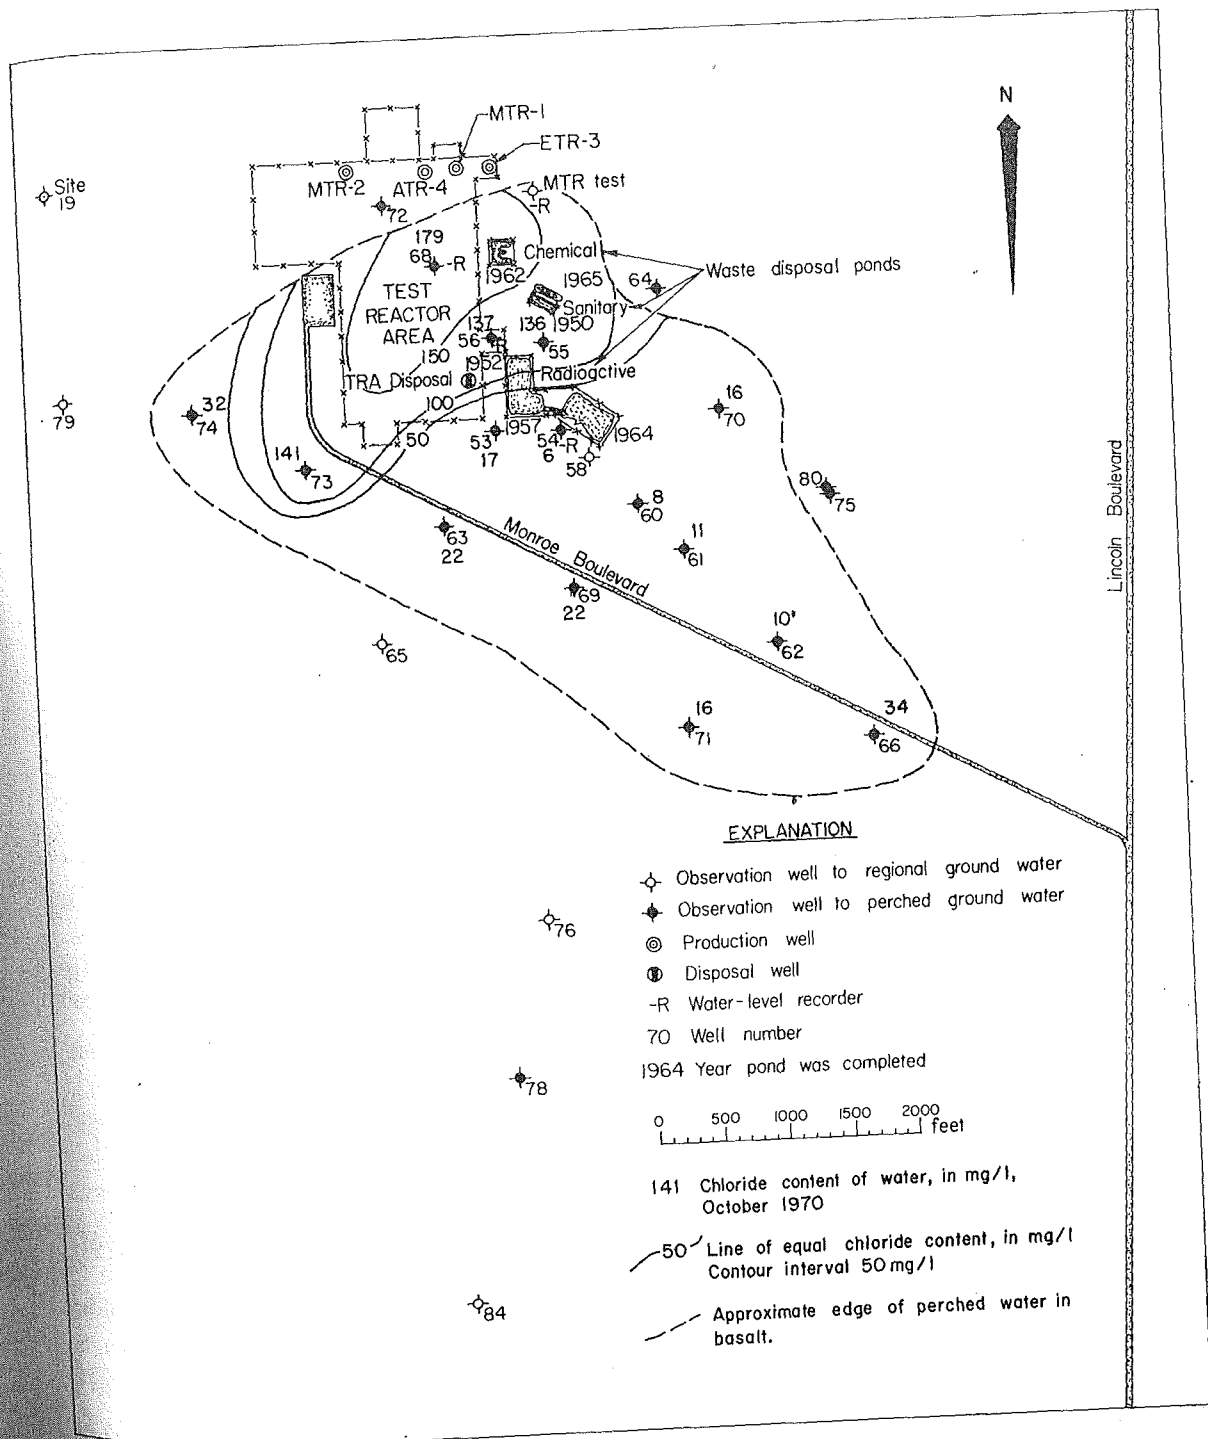 N
MTR-1
ETR-3
MTR-2 ATR-4
MTR test
-R
Site
19
72
179
68 -R
Chemical
1962
1965
64
Waste disposal ponds
TEST
REACTOR
AREA
Sanitary
137
136 1950
56 R
55
150
1952
TRA Disposal
Radioactive
100
50
1957
1964
53
17
54 -R
6
58
16
70
79
32
74
141
73
80
75
8
60
11
61
63
22
Monroe Boulevard
69
22
Lincoln Boulevard
10
62
65
16
71
34
66
76
78
84
EXPLANATION
Observation well to regional ground water
Observation well to perched ground water
Production well
Disposal well
-R Water-level recorder
70 Well number
1964 Year pond was completed
0 500 1000 1500 2000
feet
141 Chloride content of water, in mg/l,
October 1970
50 Line of equal chloride content, in mg/l
Contour interval 50 mg/l
Approximate edge of perched water in
basalt.